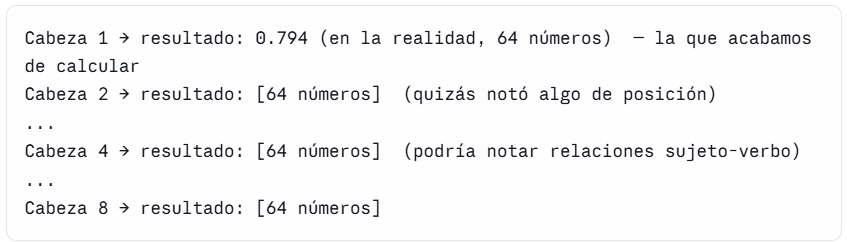 Cabeza 1 → resultado: 0.794 (en la realidad, 64 números)  — la que acabamos
de calcular
Cabeza 2 → resultado: [64 números]  (quizás notó algo de posición)
...
Cabeza 4 → resultado: [64 números]  (podría notar relaciones sujeto-verbo)
...
Cabeza 8 → resultado: [64 números]